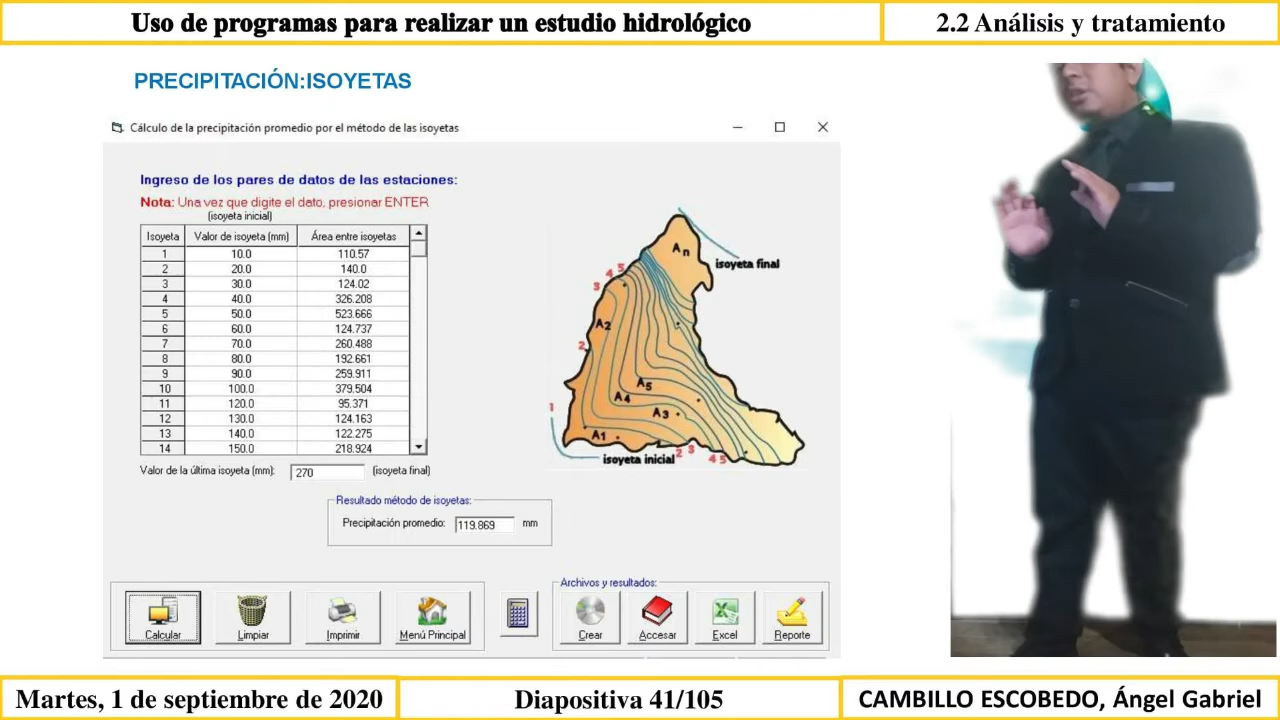 Uso de programas para realizar un estudio hidrológico
2.2 Análisis y tratamiento
PRECIPITACIÓN:ISOYETAS
Cálculo de la precipitación promedio por el método de las isoyetas
Ingreso de los pares de datos de las estaciones:
Nota: Una vez que digite el dato, presionar ENTER
(isoyeta inicial)
Isoyeta Valor de isoyeta (mm) Área entre isoyetas
1 10.0 110.57
2 20.0 140.0
3 30.0 124.02
4 40.0 326.208
5 50.0 523.666
6 60.0 124.737
7 70.0 260.488
8 80.0 192.661
9 90.0 259.911
10 100.0 379.504
11 120.0 95.371
12 130.0 124.163
13 140.0 122.275
14 150.0 218.924
Valor de la última isoyeta (mm): 270 (isoyeta final)
An
isoyeta final
4 5
3
A2
2
A5
A4
1
A3
A1
isoyeta inicial
2 3
4 5
Resultado método de isoyetas:
Precipitación promedio: 119.869 mm
Calcular Limpiar Imprimir Menú Principal
Archivos y resultados:
Crear Accesar Excel Reporte
Martes, 1 de septiembre de 2020
Diapositiva 41/105
CAMBILLO ESCOBEDO, Ángel Gabriel